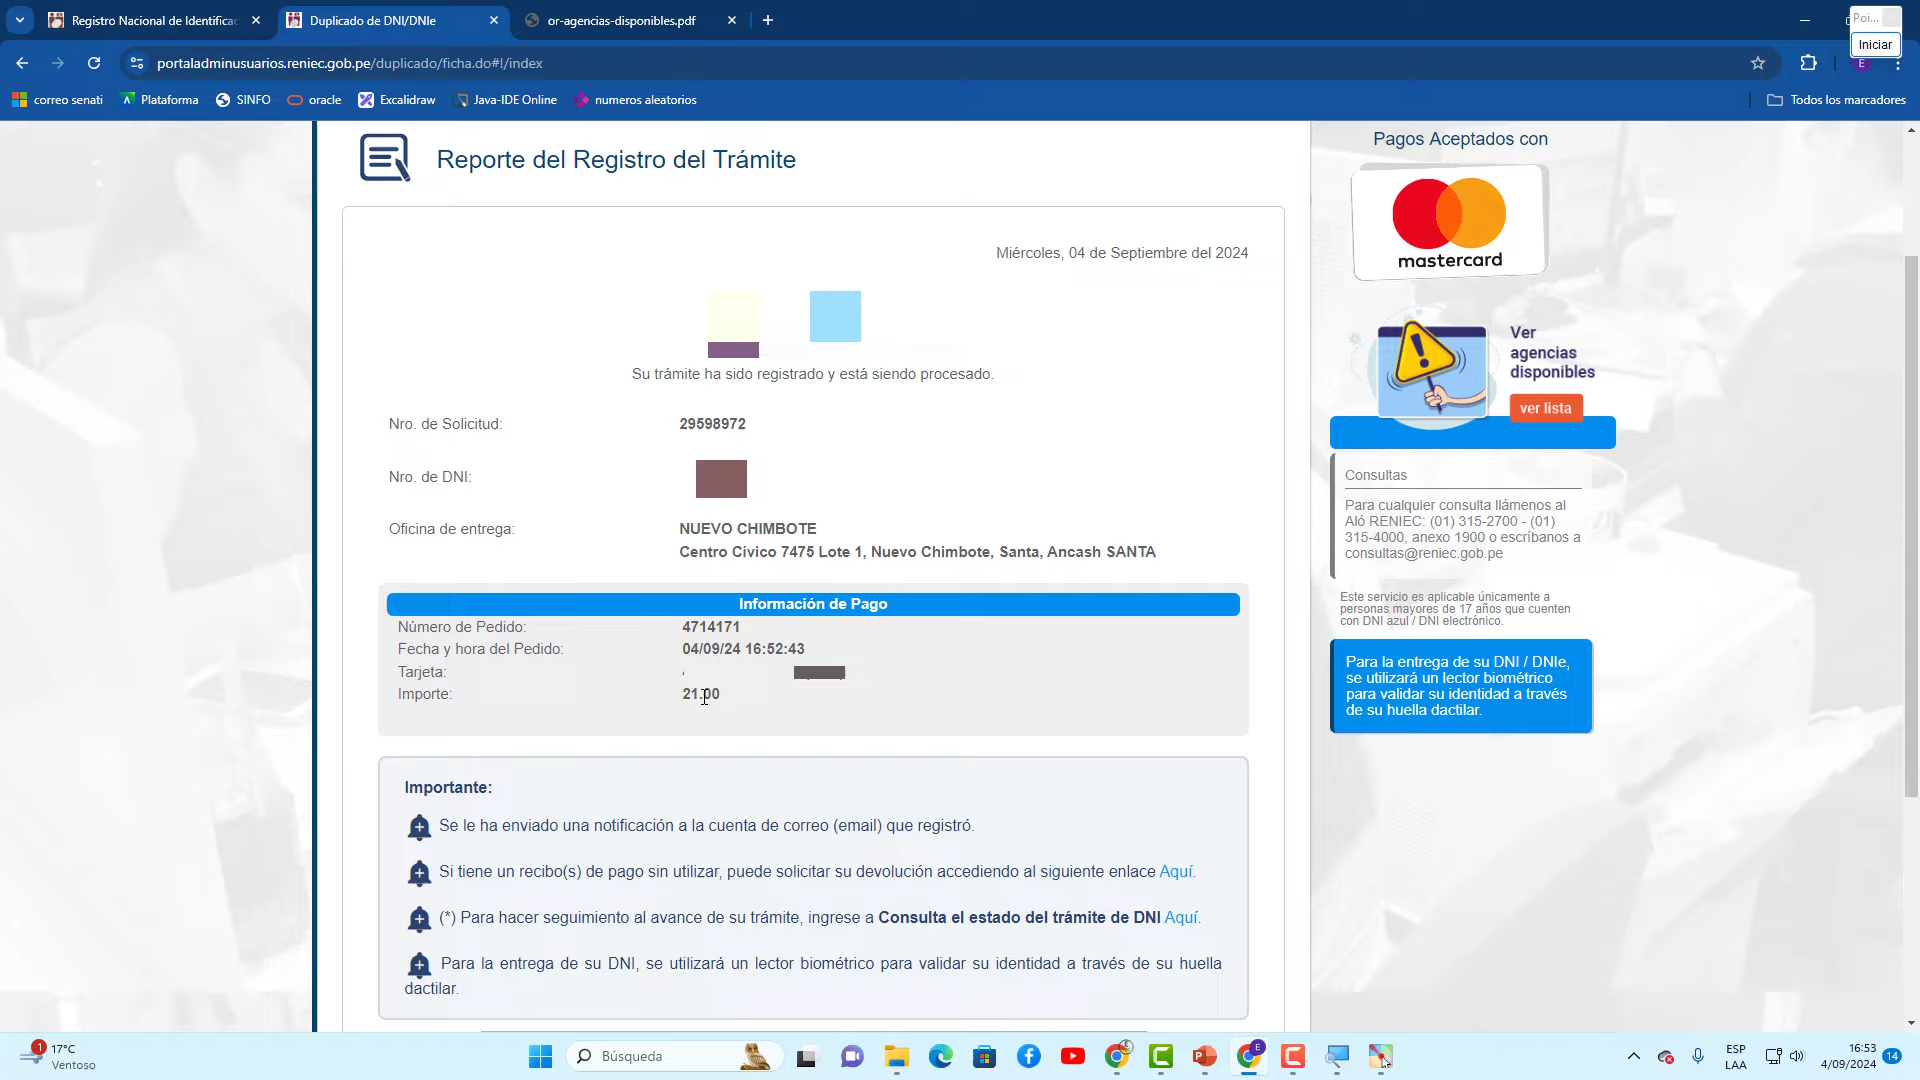 Registro Nacional de Identificac
Duplicado de DNI/DNIe
or-agencias-disponibles.pdf
Poi...
Iniciar
portaladminusuarios.reniec.gob.pe/duplicado/ficha.do#!/index
E
correo senati
Plataforma
SINFO
oracle
Excalidraw
Java-IDE Online
numeros aleatorios
Todos los marcadores
Reporte del Registro del Trámite
Miércoles, 04 de Septiembre del 2024
Su trámite ha sido registrado y está siendo procesado.
Nro. de Solicitud: 29598972
Nro. de DNI:
Oficina de entrega: NUEVO CHIMBOTE
Centro Civico 7475 Lote 1, Nuevo Chimbote, Santa, Ancash SANTA
Información de Pago
Número de Pedido: 4714171
Fecha y hora del Pedido: 04/09/24 16:52:43
Tarjeta:
Importe: 21.00
Importante:
Se le ha enviado una notificación a la cuenta de correo (email) que registró.
Si tiene un recibo(s) de pago sin utilizar, puede solicitar su devolución accediendo al siguiente enlace Aquí.
(*) Para hacer seguimiento al avance de su trámite, ingrese a Consulta el estado del trámite de DNI Aquí.
Para la entrega de su DNI, se utilizará un lector biométrico para validar su identidad a través de su huella
dactilar.
Pagos Aceptados con
mastercard
Ver
agencias
disponibles
ver lista
Consultas
Para cualquier consulta llámenos al
Aló RENIEC: (01) 315-2700 - (01)
315-4000, anexo 1900 o escríbanos a
consultas@reniec.gob.pe
Este servicio es aplicable únicamente a
personas mayores de 17 años que cuenten
con DNI azul / DNI electrónico.
Para la entrega de su DNI / DNIe,
se utilizará un lector biométrico
para validar su identidad a través
de su huella dactilar.
1
17°C
Ventoso
Búsqueda
E
ESP
LAA
16:53
4/09/2024
14